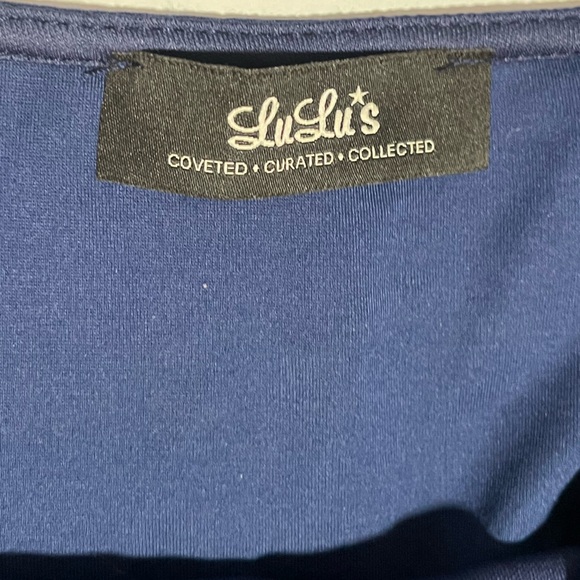 LuLu's
COVETED • CURATED • COLLECTED